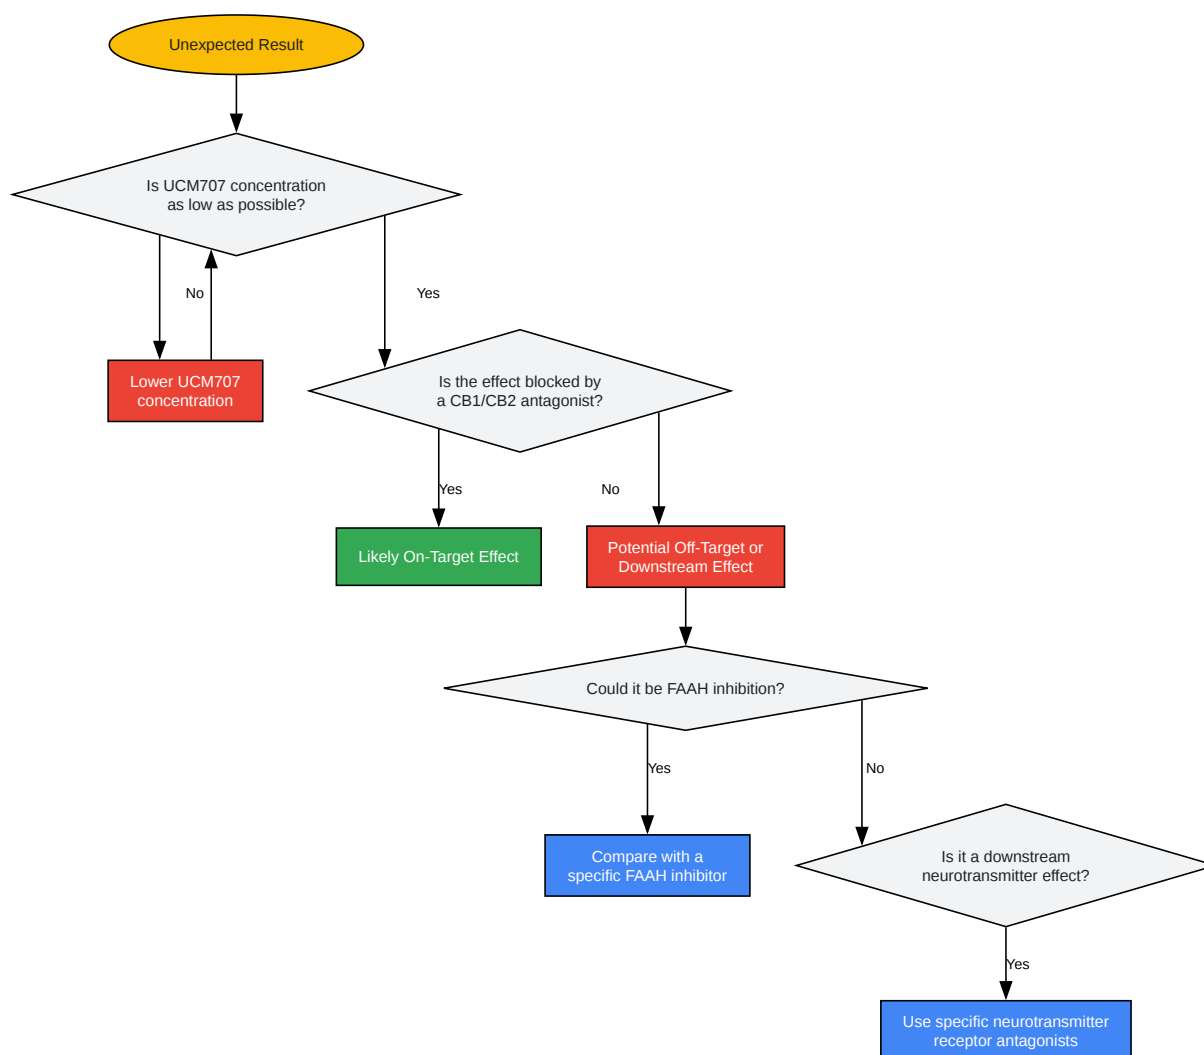 Unexpected Result
Is UCM707 concentration
as low as possible?
No
Yes
Lower UCM707
concentration
Is the effect blocked by
a CB1/CB2 antagonist?
Yes
No
Likely On-Target Effect
Potential Off-Target or
Downstream Effect
Could it be FAAH inhibition?
Yes
No
Compare with a
specific FAAH inhibitor
Is it a downstream
neurotransmitter effect?
Yes
Use specific neurotransmitter
receptor antagonists